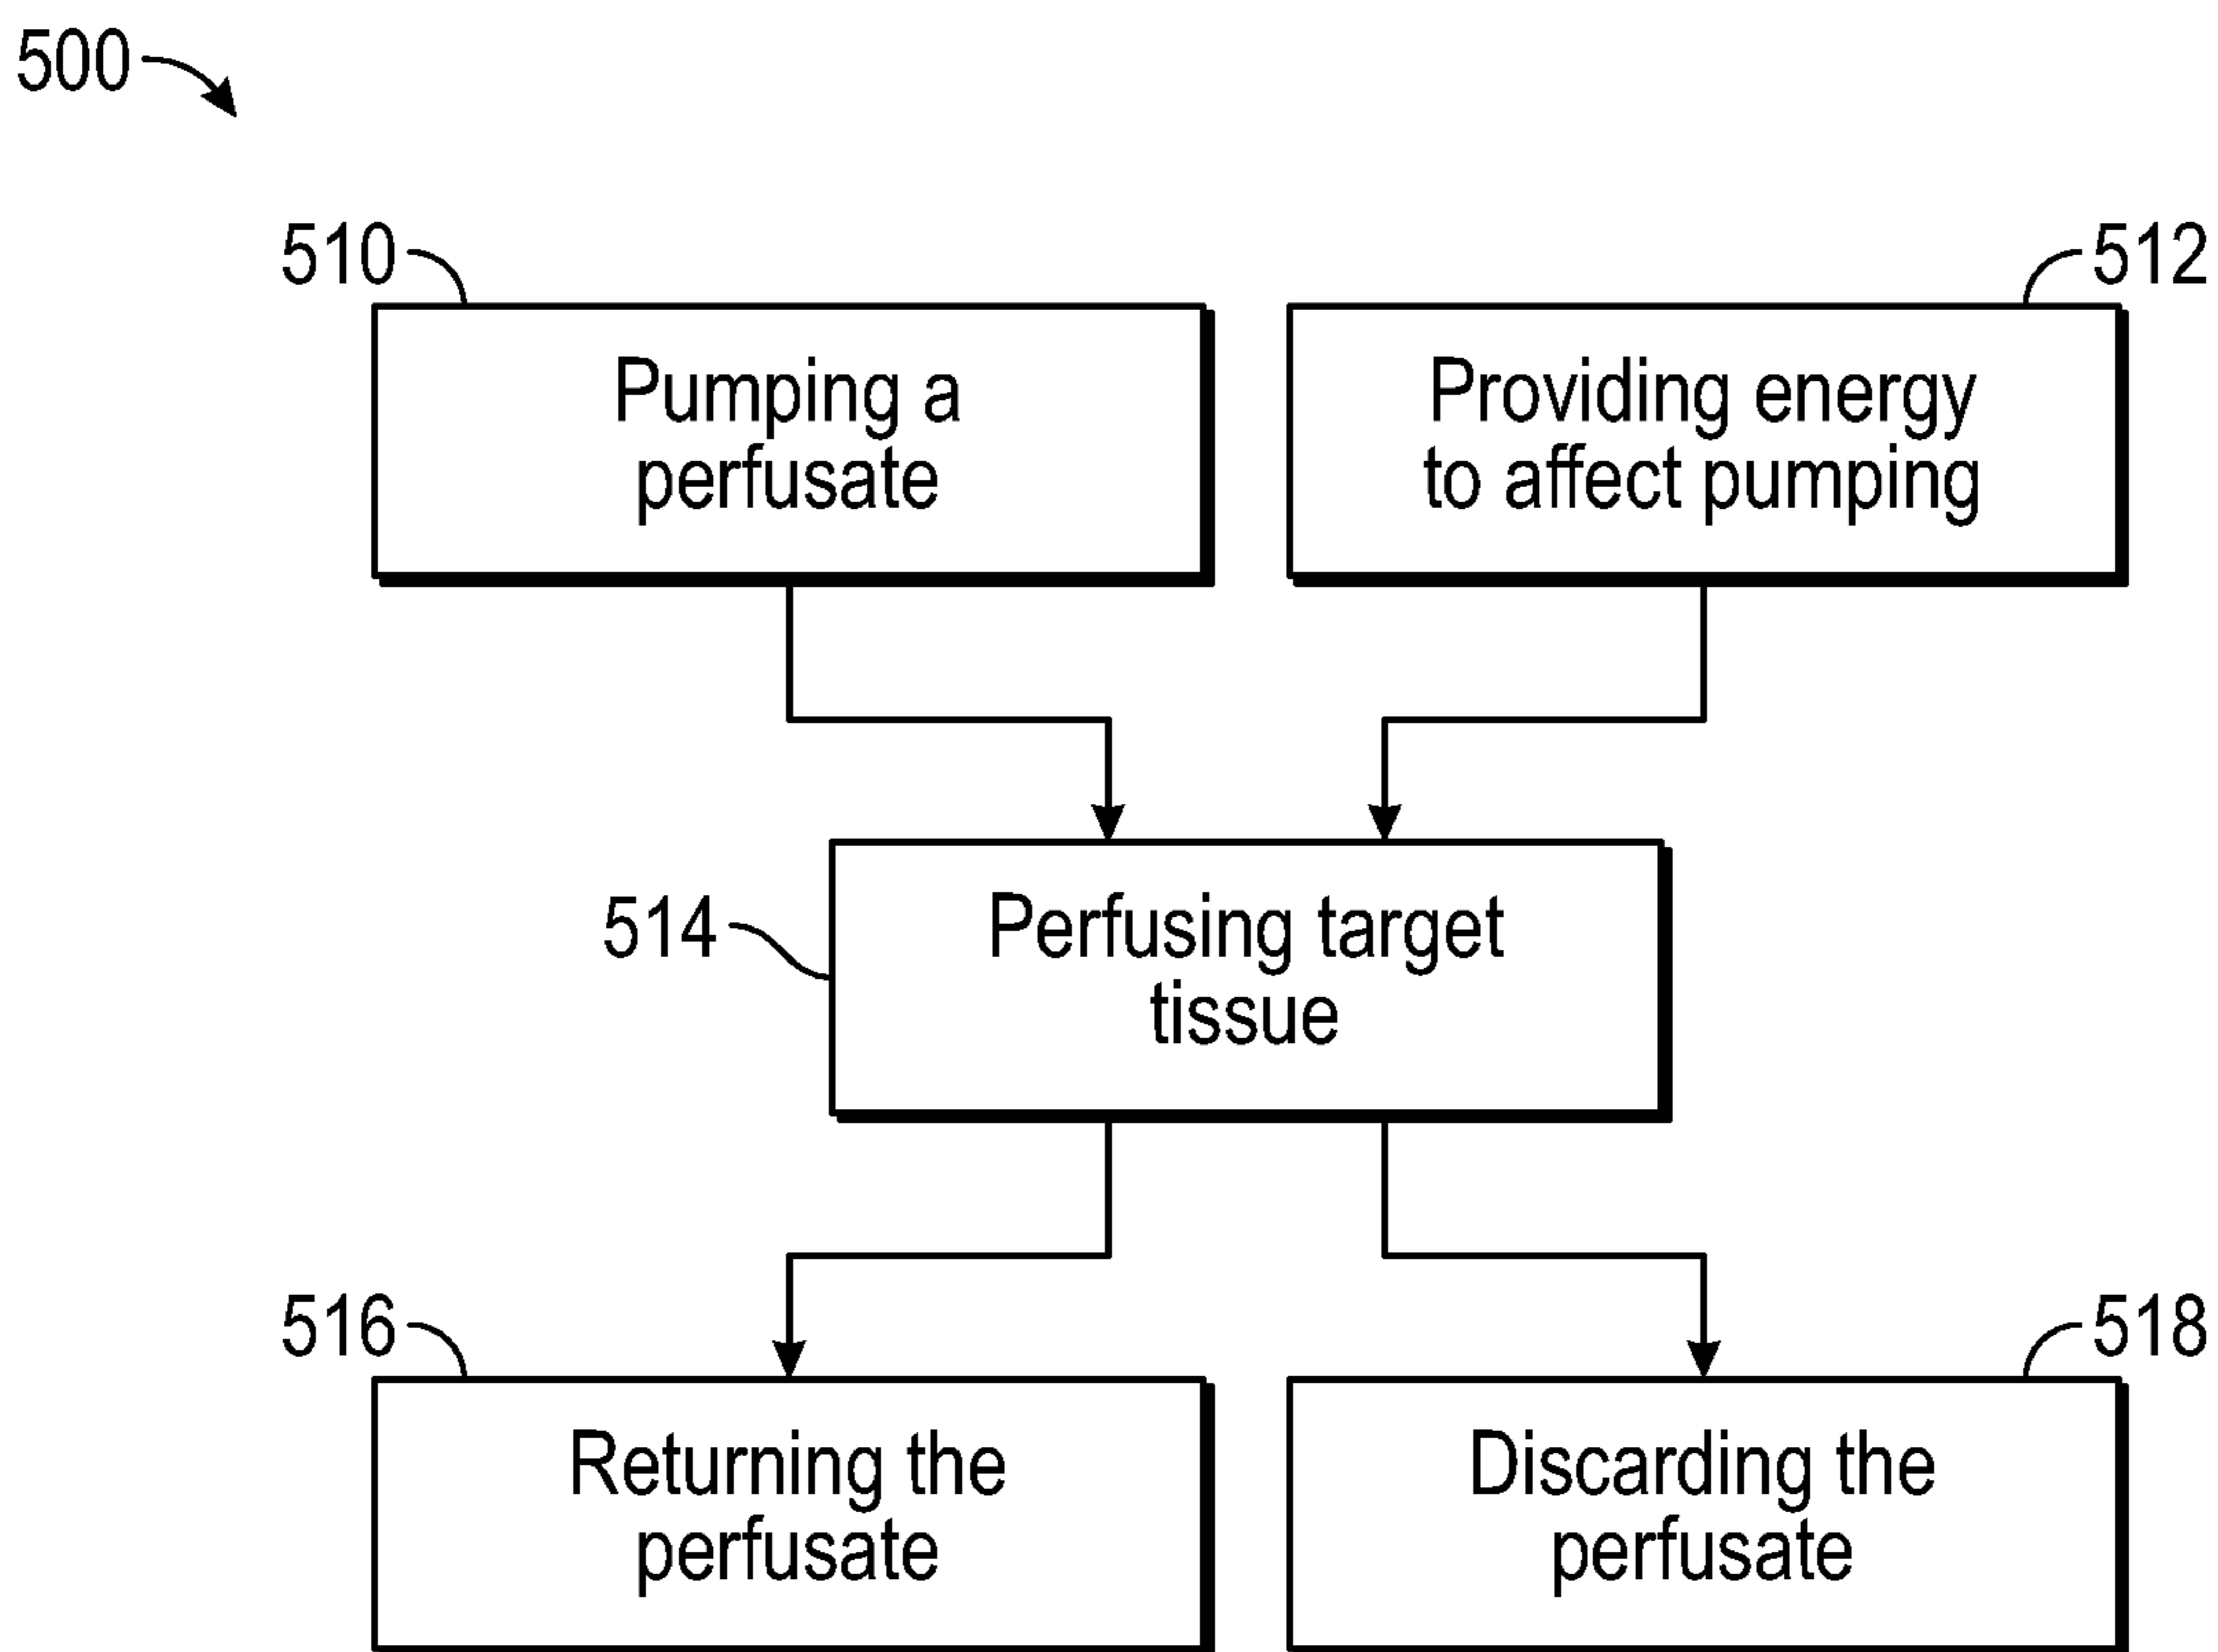 500
510
512
Pumping a
perfusate
Providing energy
to affect pumping
514
Perfusing target
tissue
516
518
Returning the
perfusate
Discarding the
perfusate